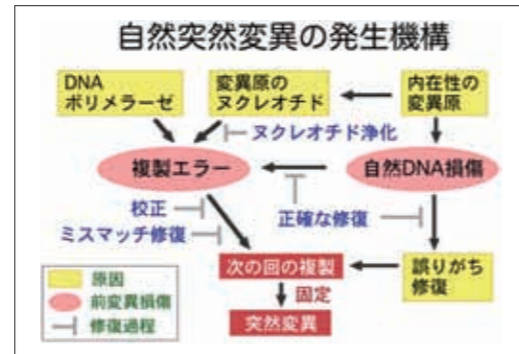 自然突然変異の発生機構
DNA
ポリメラーゼ
変異原の
ヌクレオチド
内在性の
変異原
ヌクレオチド浄化
複製エラー
自然DNA損傷
校正
正確な修復
ミスマッチ修復
次の回の複製
誤りがち
修復
固定
突然変異
原因
前変異損傷
修復過程